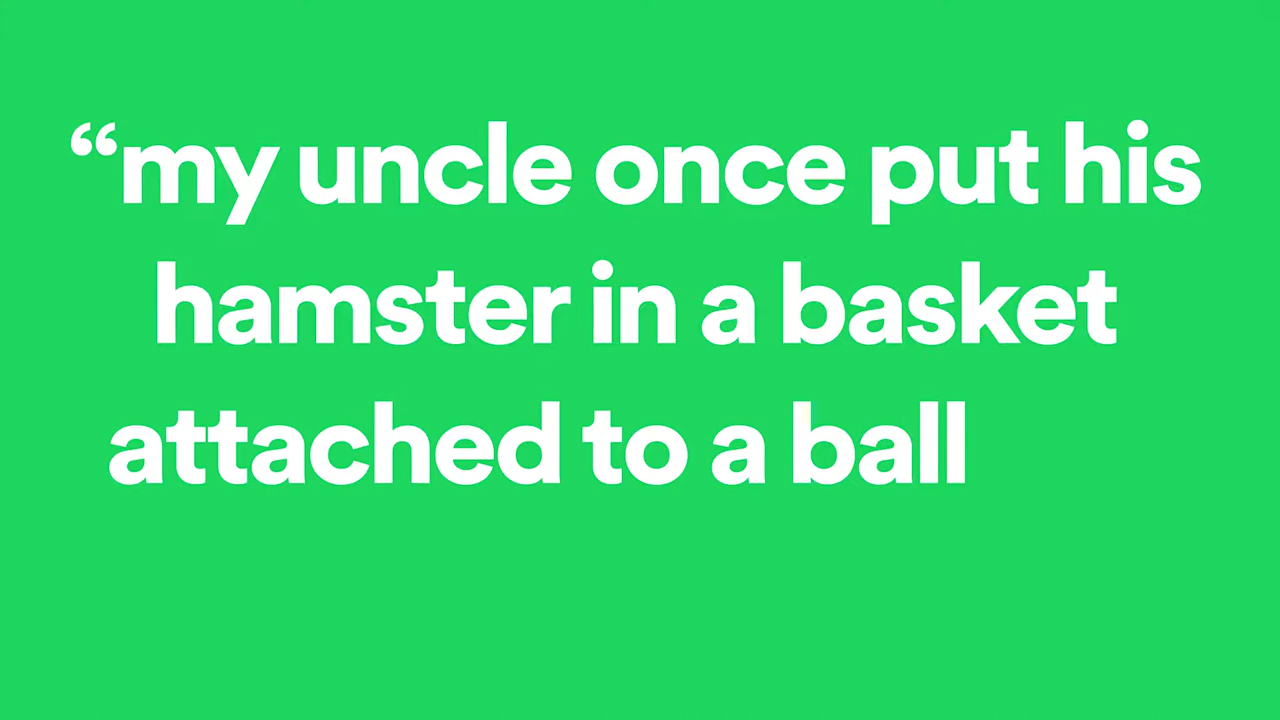 “my uncle once put his
hamster in a basket
attached to a ball